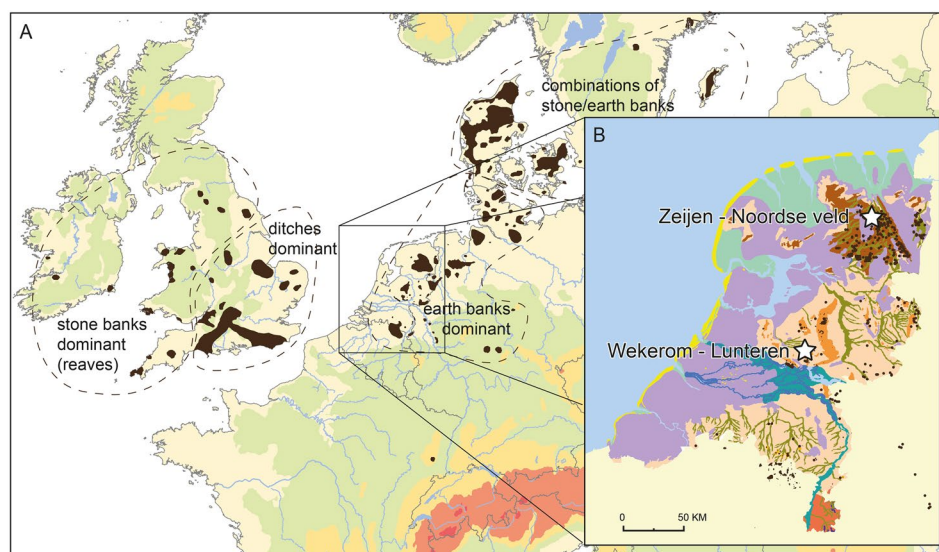 A
combinations of
stone/earth banks
B
ditches
dominant
Zeijen - Noordse veld
earth banks
dominant
stone banks
dominant
(reaves)
Wekerom - Lunteren
0 50 KM